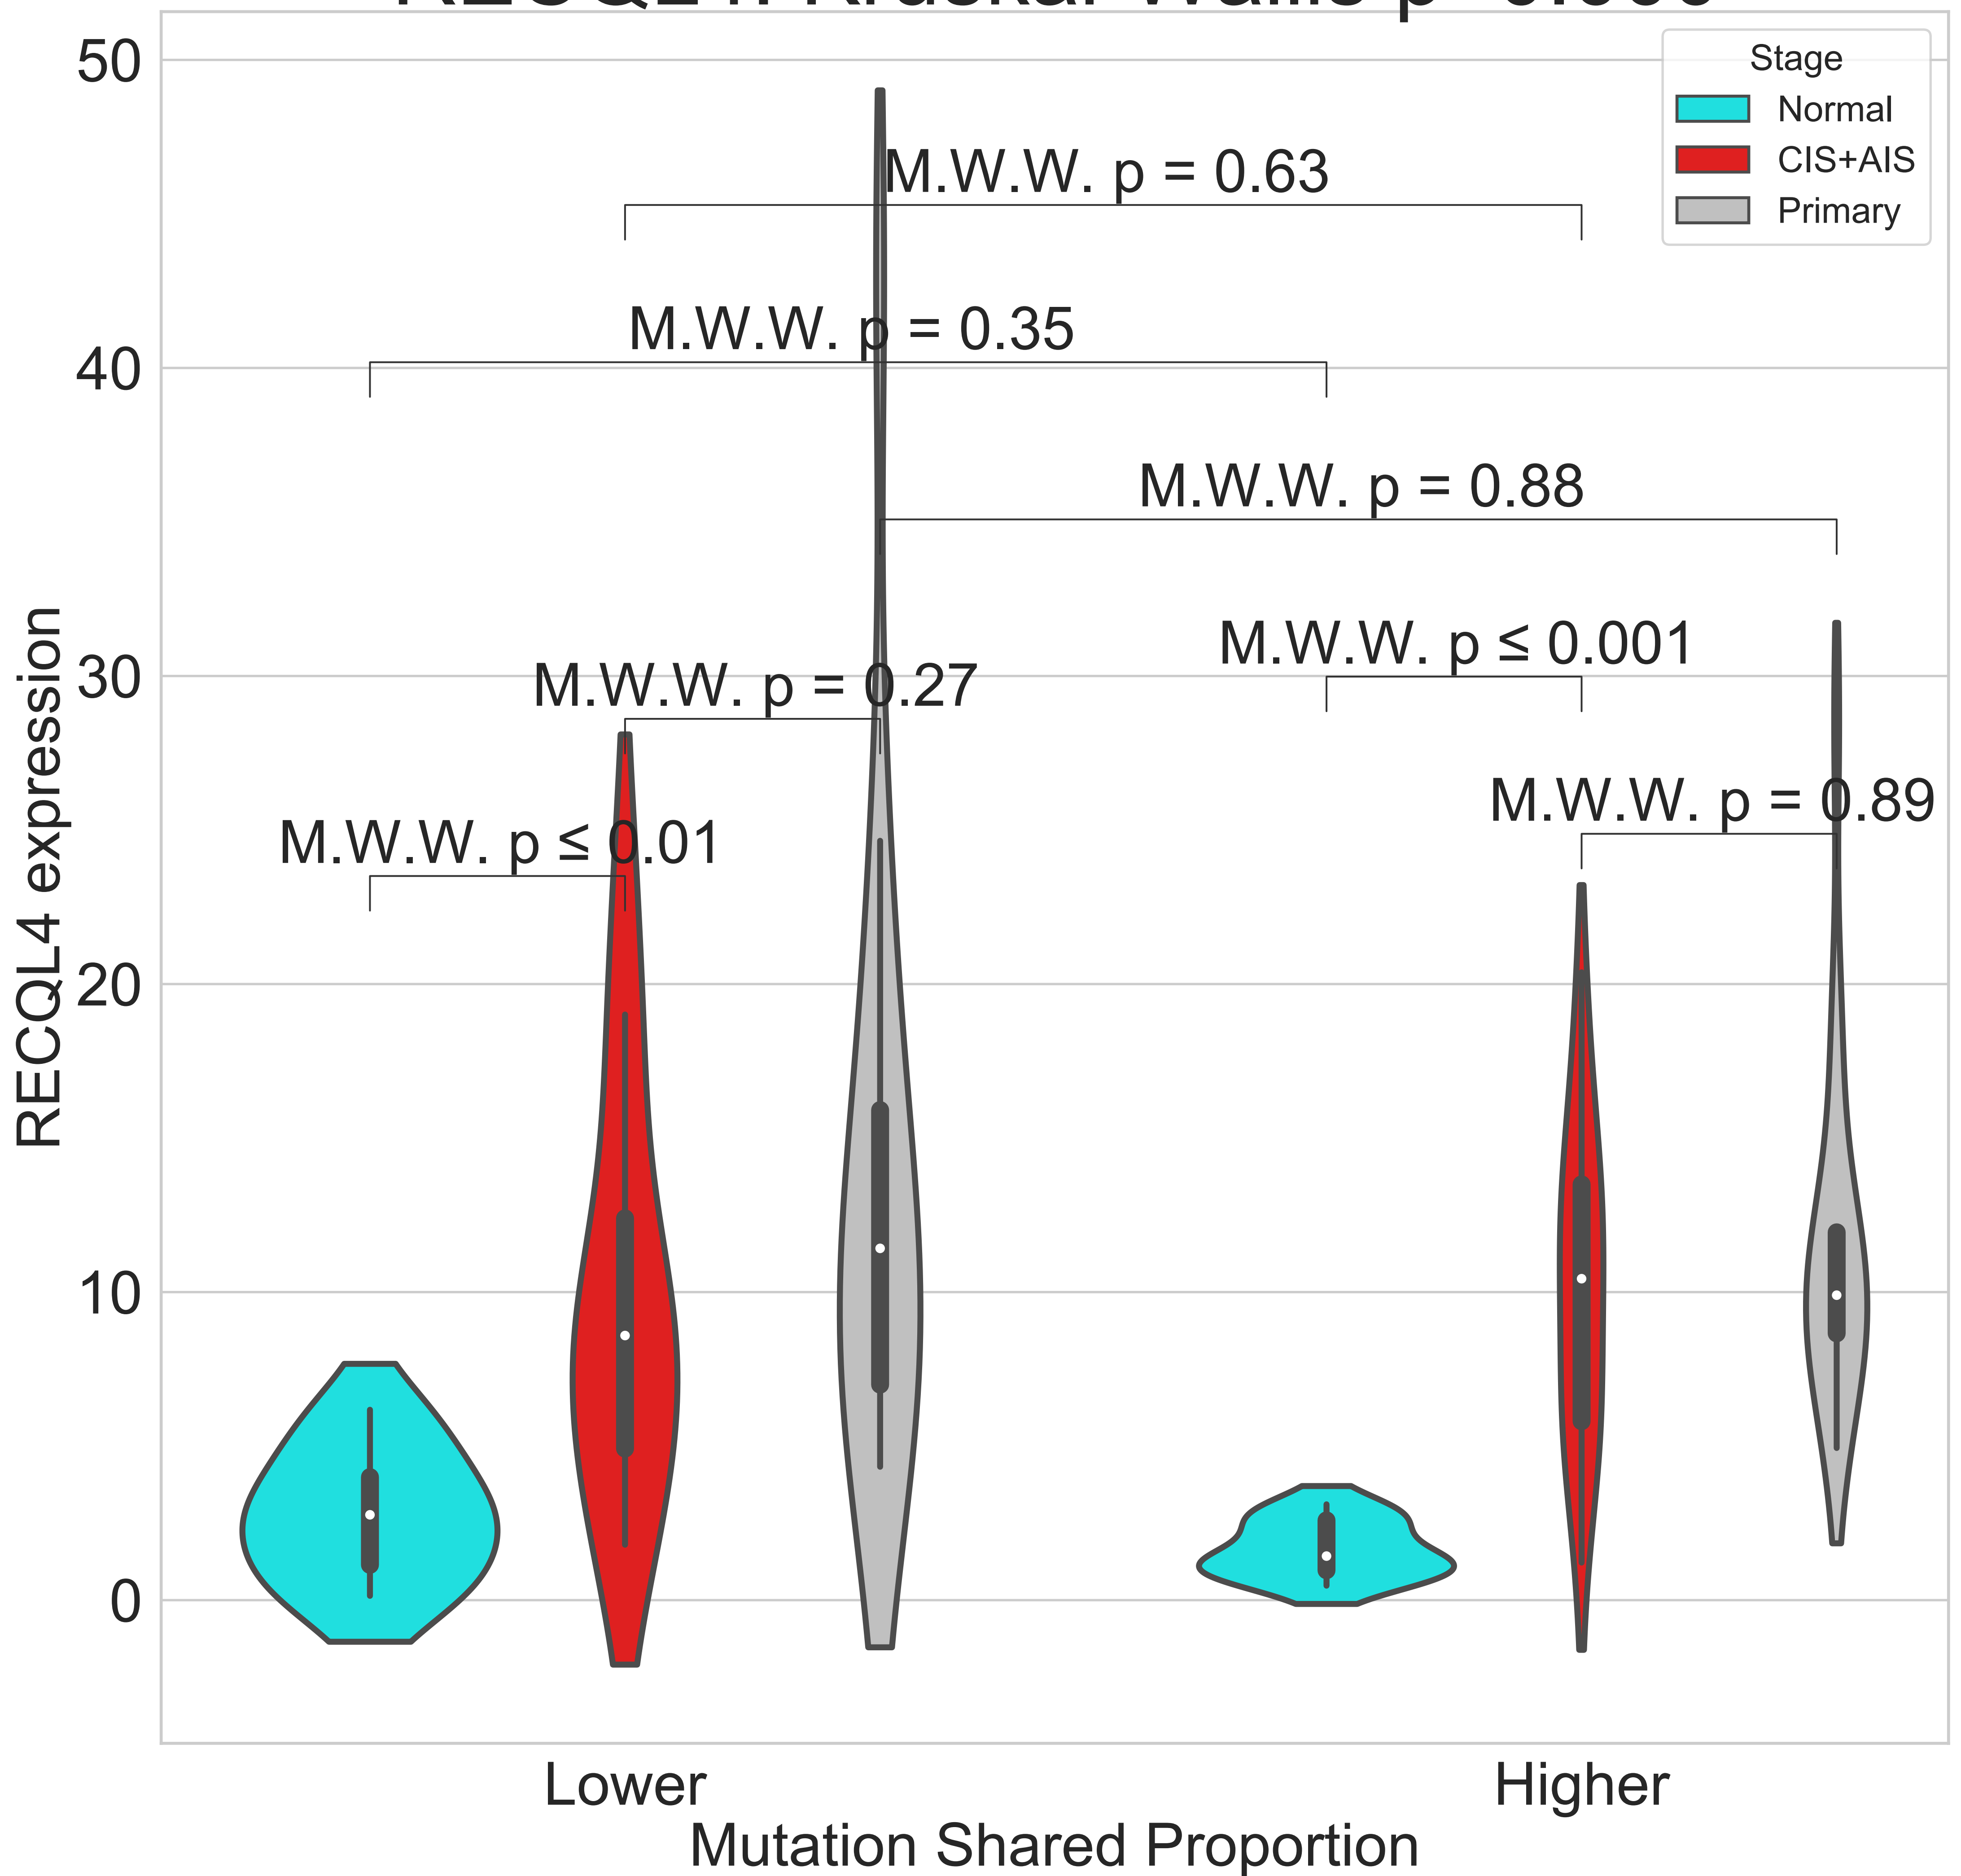 50
40
30
20
10
0
RECQL4 expression
Stage
Normal
CIS+AIS
Primary
M.W.W. p = 0.63
M.W.W. p = 0.35
M.W.W. p = 0.88
M.W.W. p ≤ 0.001
M.W.W. p = 0.27
M.W.W. p = 0.89
M.W.W. p ≤ 0.01
Lower
Higher
Mutation Shared Proportion